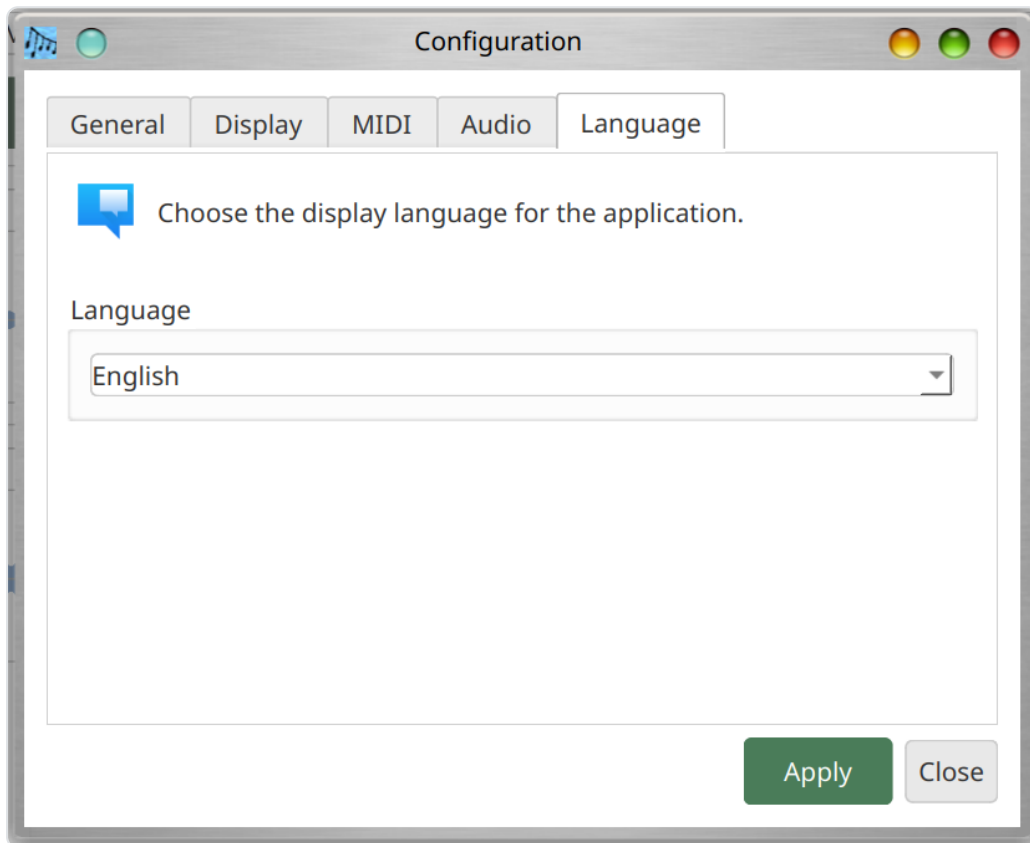 Configuration
General Display MIDI Audio Language
Choose the display language for the application.
Language
English
Apply Close